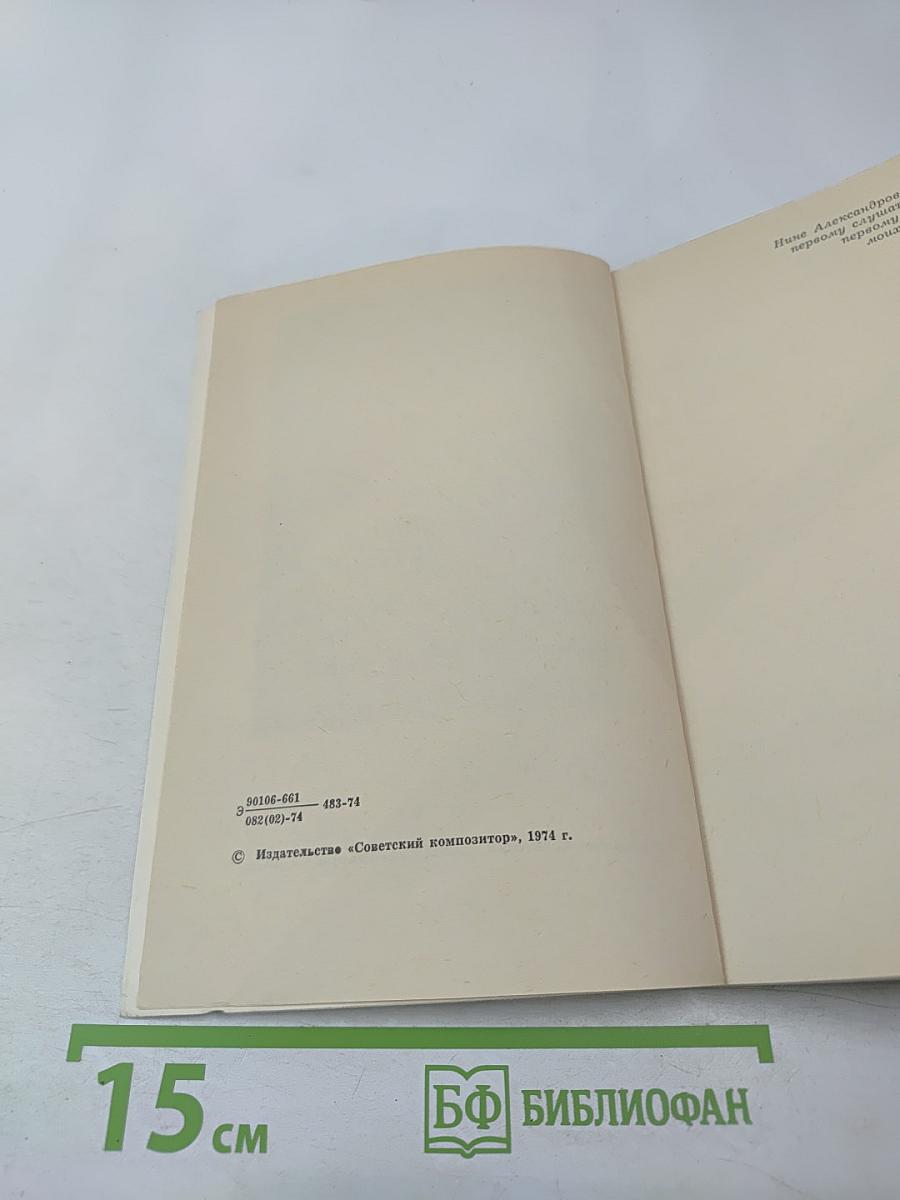 Нине Александров
первому слушат
первому
моих
Э 90106-661
082(02)-74
483-74
© Издательство «Советский композитор», 1974 г.
15 см
БФ БИБЛИОФАН